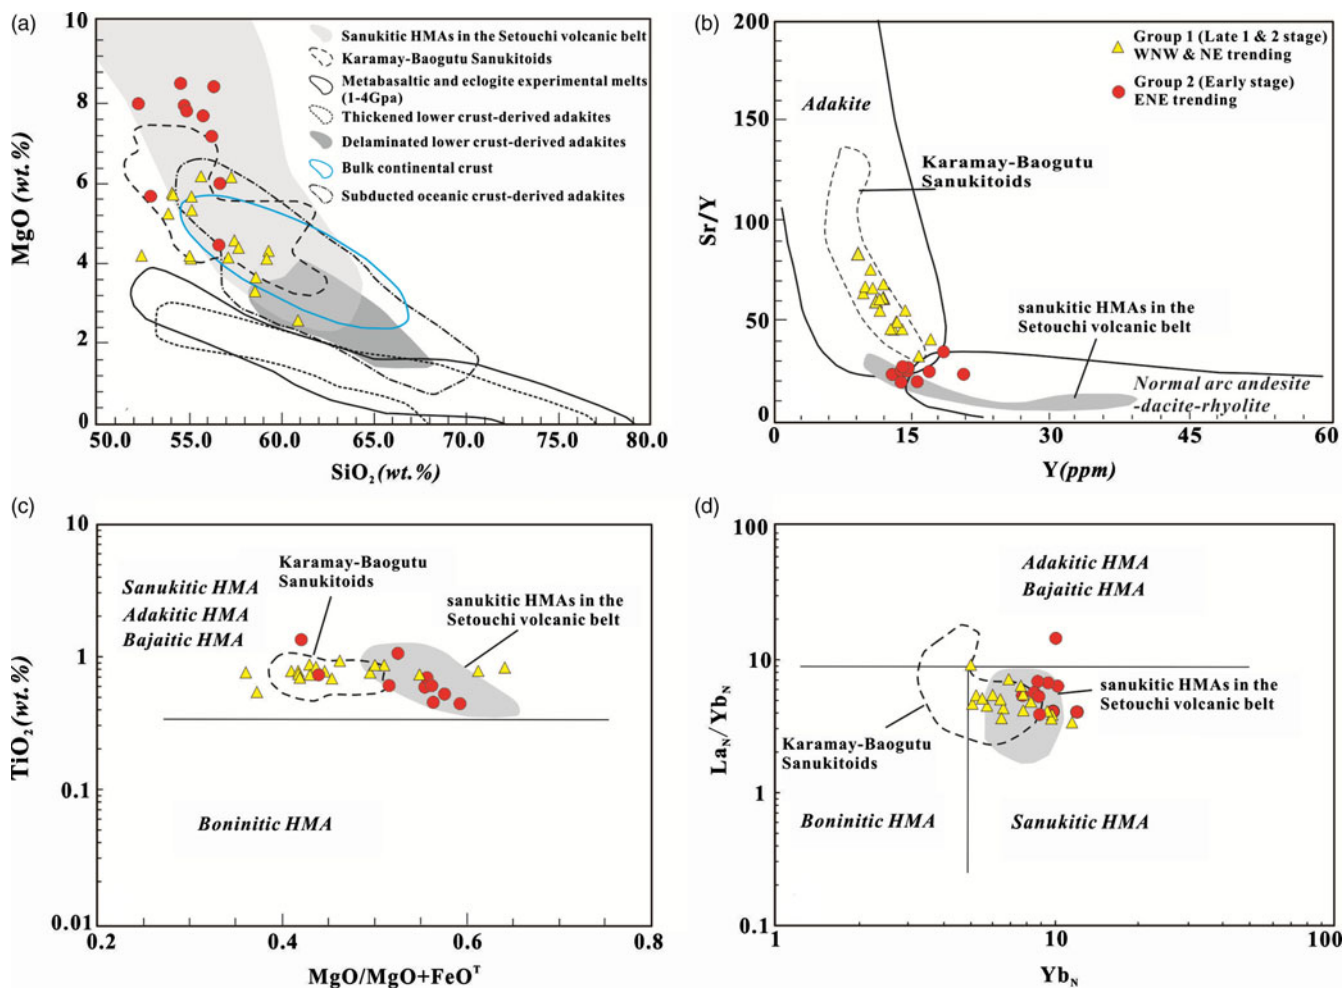 (a)
10
8
6
4
2
0
MgO (wt.%)
50.0 55.0 60.0 65.0 70.0 75.0 80.0
SiO₂(wt.%)
Sanukitic HMAs in the Setouchi volcanic belt
Karamay-Baogutu Sanukitoids
Metabasaltic and eclogite experimental melts
(1-4Gpa)
Thickened lower crust-derived adakites
Delaminated lower crust-derived adakites
Bulk continental crust
Subducted oceanic crust-derived adakites
(b)
200
150
100
50
0
Sr/Y
0 15 30 45 60
Y(ppm)
Group 1 (Late 1 & 2 stage)
WNW & NE trending
Group 2 (Early stage)
ENE trending
Adakite
Karamay-Baogutu
Sanukitoids
sanukitic HMAs in the
Setouchi volcanic belt
Normal arc andesite
-dacite-rhyolite
(c)
10
1
0.1
0.01
TiO₂(wt.%)
0.2 0.4 0.6 0.8
MgO/MgO+FeOᵀ
Sanukitic HMA
Adakitic HMA
Bajaitic HMA
Karamay-Baogutu
Sanukitoids
sanukitic HMAs in the
Setouchi volcanic belt
Boninitic HMA
(d)
100
10
1
0.1
Laₙ/Ybₙ
1 10 100
Ybₙ
Adakitic HMA
Bajaitic HMA
sanukitic HMAs in the
Setouchi volcanic belt
Karamay-Baogutu
Sanukitoids
Boninitic HMA
Sanukitic HMA